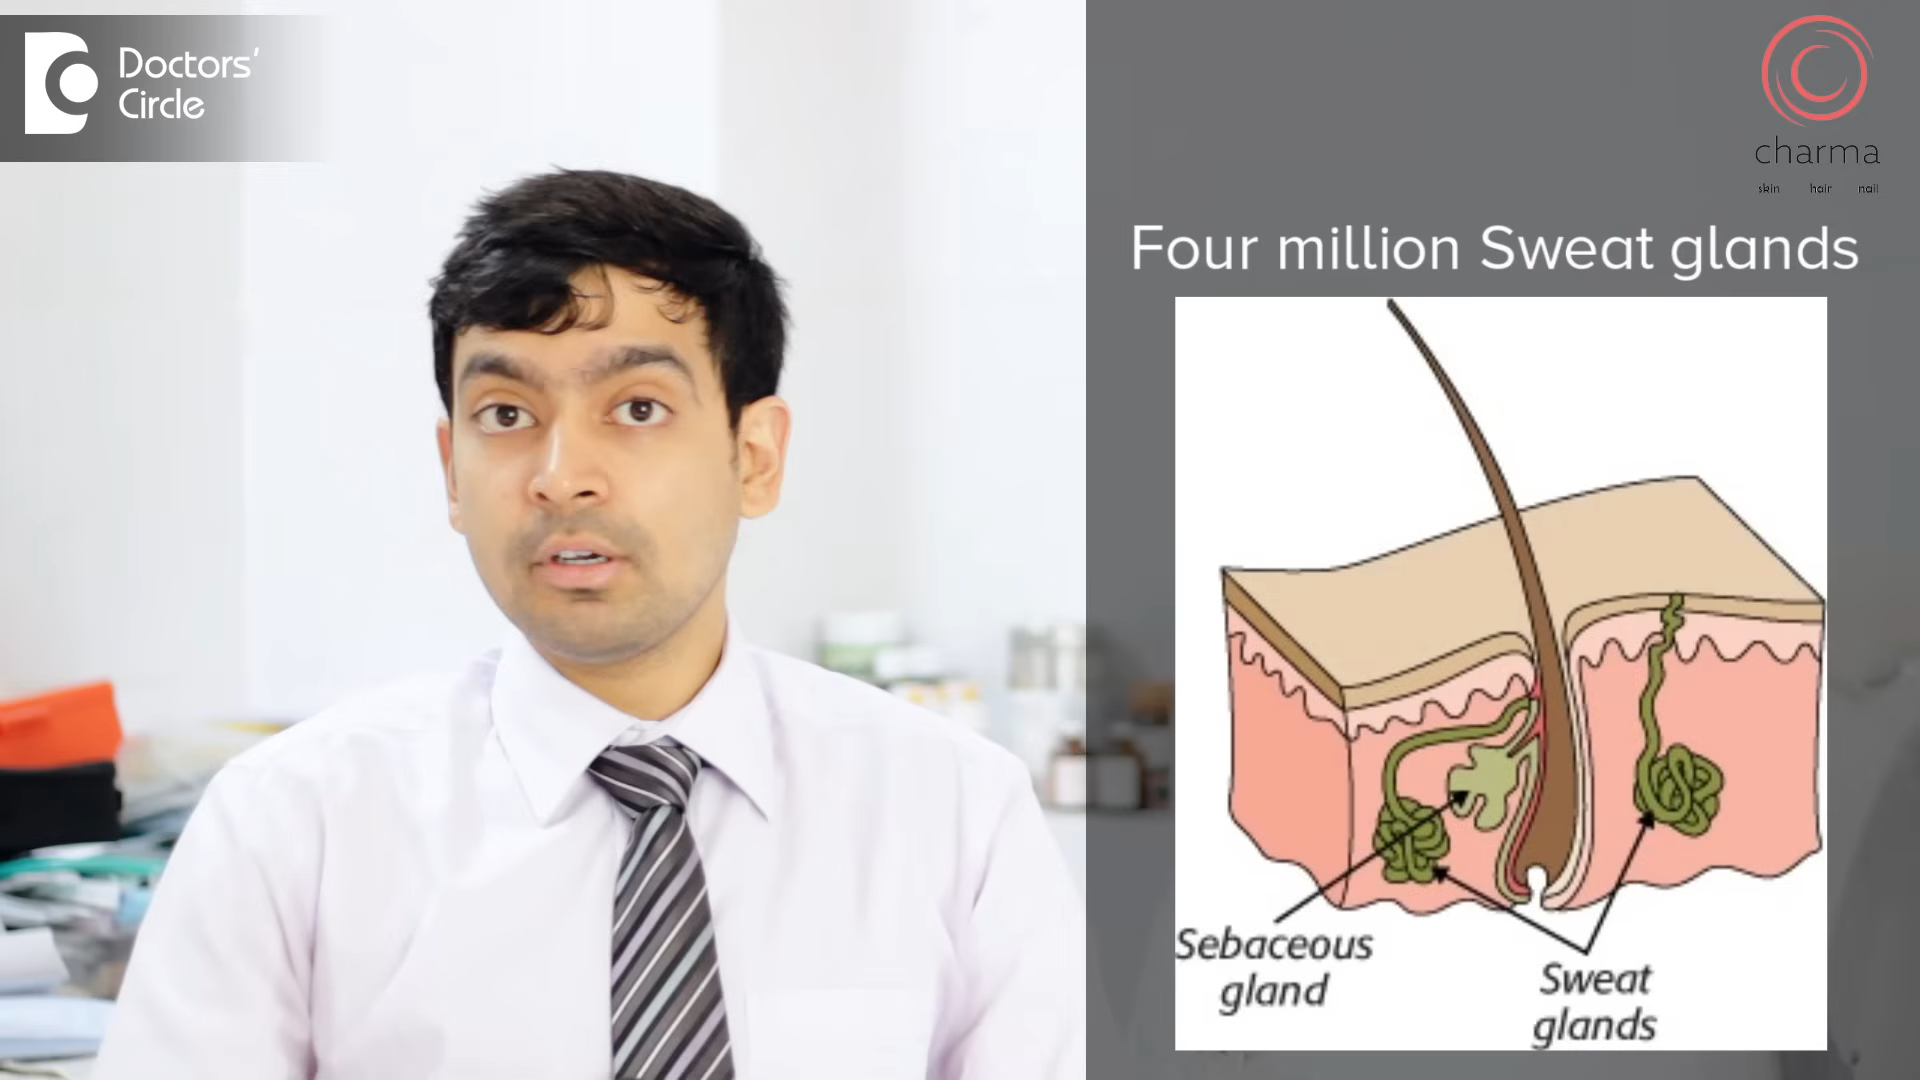 Doctors'
Circle
charma
skin hair nail
Four million Sweat glands
Sebaceous
gland
Sweat
glands